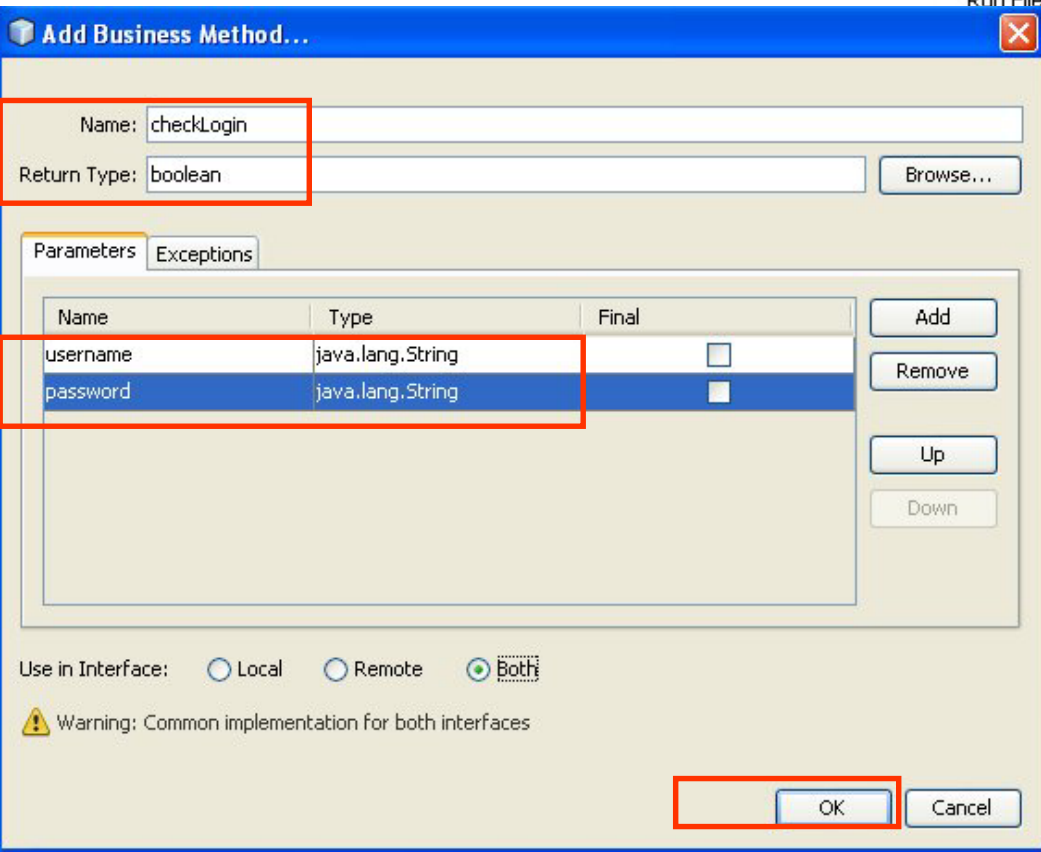 Run File
Add Business Method...
Name: checkLogin
Return Type: boolean Browse...
Parameters Exceptions
Name Type Final Add
username java.lang.String
Remove
password java.lang.String
Up
Down
Use in Interface: Local Remote Both
Warning: Common implementation for both interfaces
OK Cancel